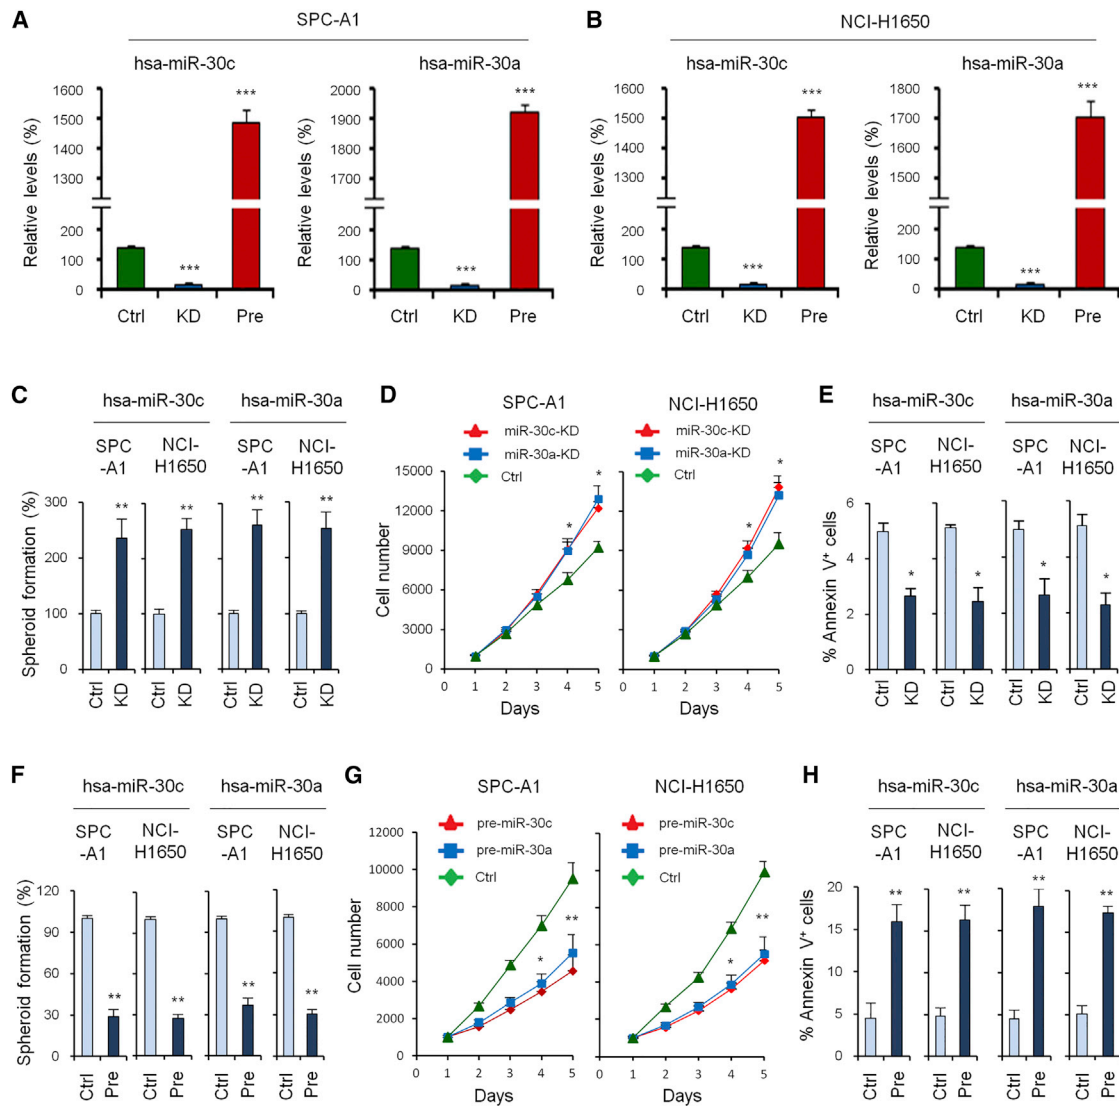 A
SPC-A1
hsa-miR-30c
hsa-miR-30a
Relative levels (%)
1600
1500
1400
1300
200
100
0
***
***
Ctrl
KD
Pre
Relative levels (%)
2000
1900
1800
1700
200
100
0
***
***
Ctrl
KD
Pre
B
NCI-H1650
hsa-miR-30c
hsa-miR-30a
Relative levels (%)
1600
1500
1400
1300
200
100
0
***
***
Ctrl
KD
Pre
Relative levels (%)
1800
1700
1600
1500
200
100
0
***
***
Ctrl
KD
Pre
C
hsa-miR-30c
hsa-miR-30a
SPC
-A1
NCI-
H1650
SPC
-A1
NCI-
H1650
Spheroid formation (%)
300
200
100
0
**
**
**
**
Ctrl
KD
Ctrl
KD
Ctrl
KD
Ctrl
KD
D
SPC-A1
miR-30c-KD
miR-30a-KD
Ctrl
Cell number
15000
12000
9000
6000
3000
0
*
*
0 1 2 3 4 5
Days
NCI-H1650
miR-30c-KD
miR-30a-KD
Ctrl
*
*
0 1 2 3 4 5
Days
E
hsa-miR-30c
hsa-miR-30a
SPC
-A1
NCI-
H1650
SPC
-A1
NCI-
H1650
% Annexin V⁺ cells
6
4
2
0
*
*
*
*
Ctrl
KD
Ctrl
KD
Ctrl
KD
Ctrl
KD
F
hsa-miR-30c
hsa-miR-30a
SPC
-A1
NCI-
H1650
SPC
-A1
NCI-
H1650
Spheroid formation (%)
120
90
60
30
0
**
**
**
**
Ctrl
Pre
Ctrl
Pre
Ctrl
Pre
Ctrl
Pre
G
SPC-A1
pre-miR-30c
pre-miR-30a
Ctrl
Cell number
12000
10000
8000
6000
4000
2000
0
*
**
0 1 2 3 4 5
Days
NCI-H1650
pre-miR-30c
pre-miR-30a
Ctrl
*
**
0 1 2 3 4 5
Days
H
hsa-miR-30c
hsa-miR-30a
SPC
-A1
NCI-
H1650
SPC
-A1
NCI-
H1650
% Annexin V⁺ cells
20
15
10
5
0
**
**
**
**
Ctrl
Pre
Ctrl
Pre
Ctrl
Pre
Ctrl
Pre